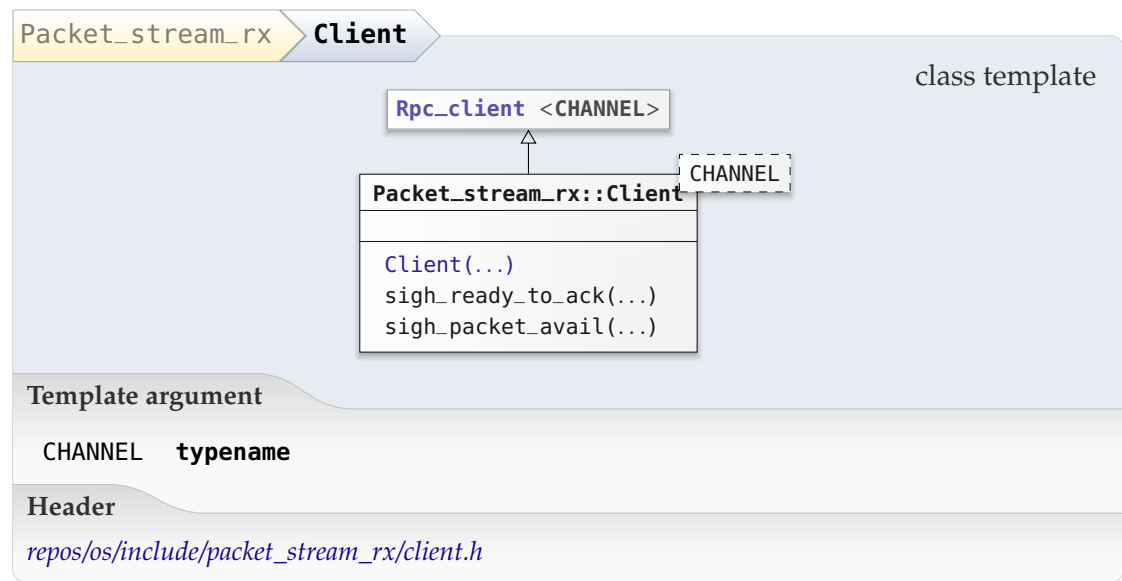 Packet_stream_rx Client
class template
Rpc_client <CHANNEL>
CHANNEL
Packet_stream_rx::Client
Client(...)
sigh_ready_to_ack(...)
sigh_packet_avail(...)
Template argument
CHANNEL typename
Header
repos/os/include/packet_stream_rx/client.h